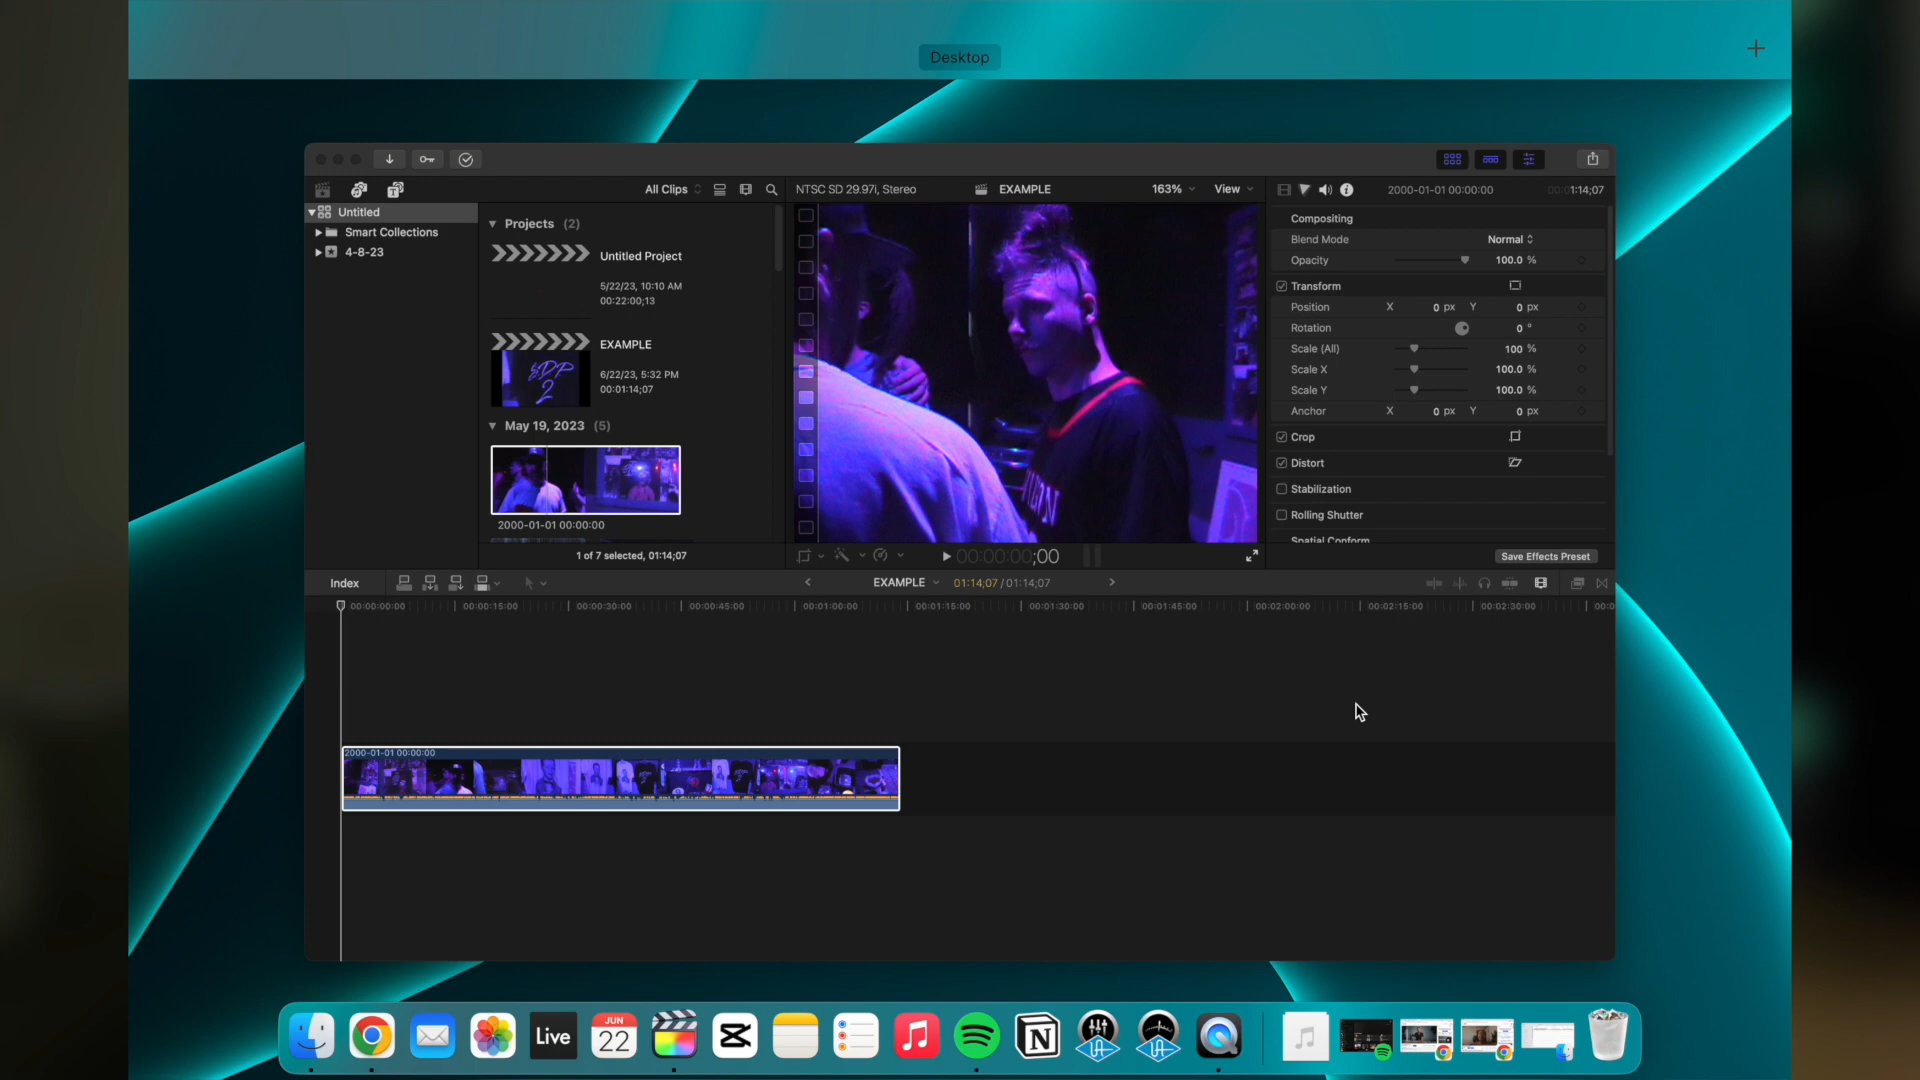 Desktop
All Clips
NTSC SD 29.97i, Stereo
EXAMPLE
163%
View
2000-01-01 00:00:00
00:01:14;07
Untitled
Smart Collections
4-8-23
Projects (2)
Untitled Project
5/22/23, 10:10 AM
00:22:00;13
EXAMPLE
6/22/23, 5:32 PM
00:01:14;07
May 19, 2023 (5)
2000-01-01 00:00:00
1 of 7 selected, 01:14;07
00:00:00;00
Compositing
Blend Mode Normal
Opacity 100.0 %
Transform
Position X 0 px Y 0 px
Rotation 0 °
Scale (All) 100 %
Scale X 100.0 %
Scale Y 100.0 %
Anchor X 0 px Y 0 px
Crop
Distort
Stabilization
Rolling Shutter
Spatial Conform
Save Effects Preset
Index
EXAMPLE
01:14;07 / 01:14;07
00:00:00:00 00:00:15:00 00:00:30:00 00:00:45:00 00:01:00:00 00:01:15:00 00:01:30:00 00:01:45:00 00:02:00:00 00:02:15:00 00:02:30:00
2000-01-01 00:00:00
Live
JUN
22